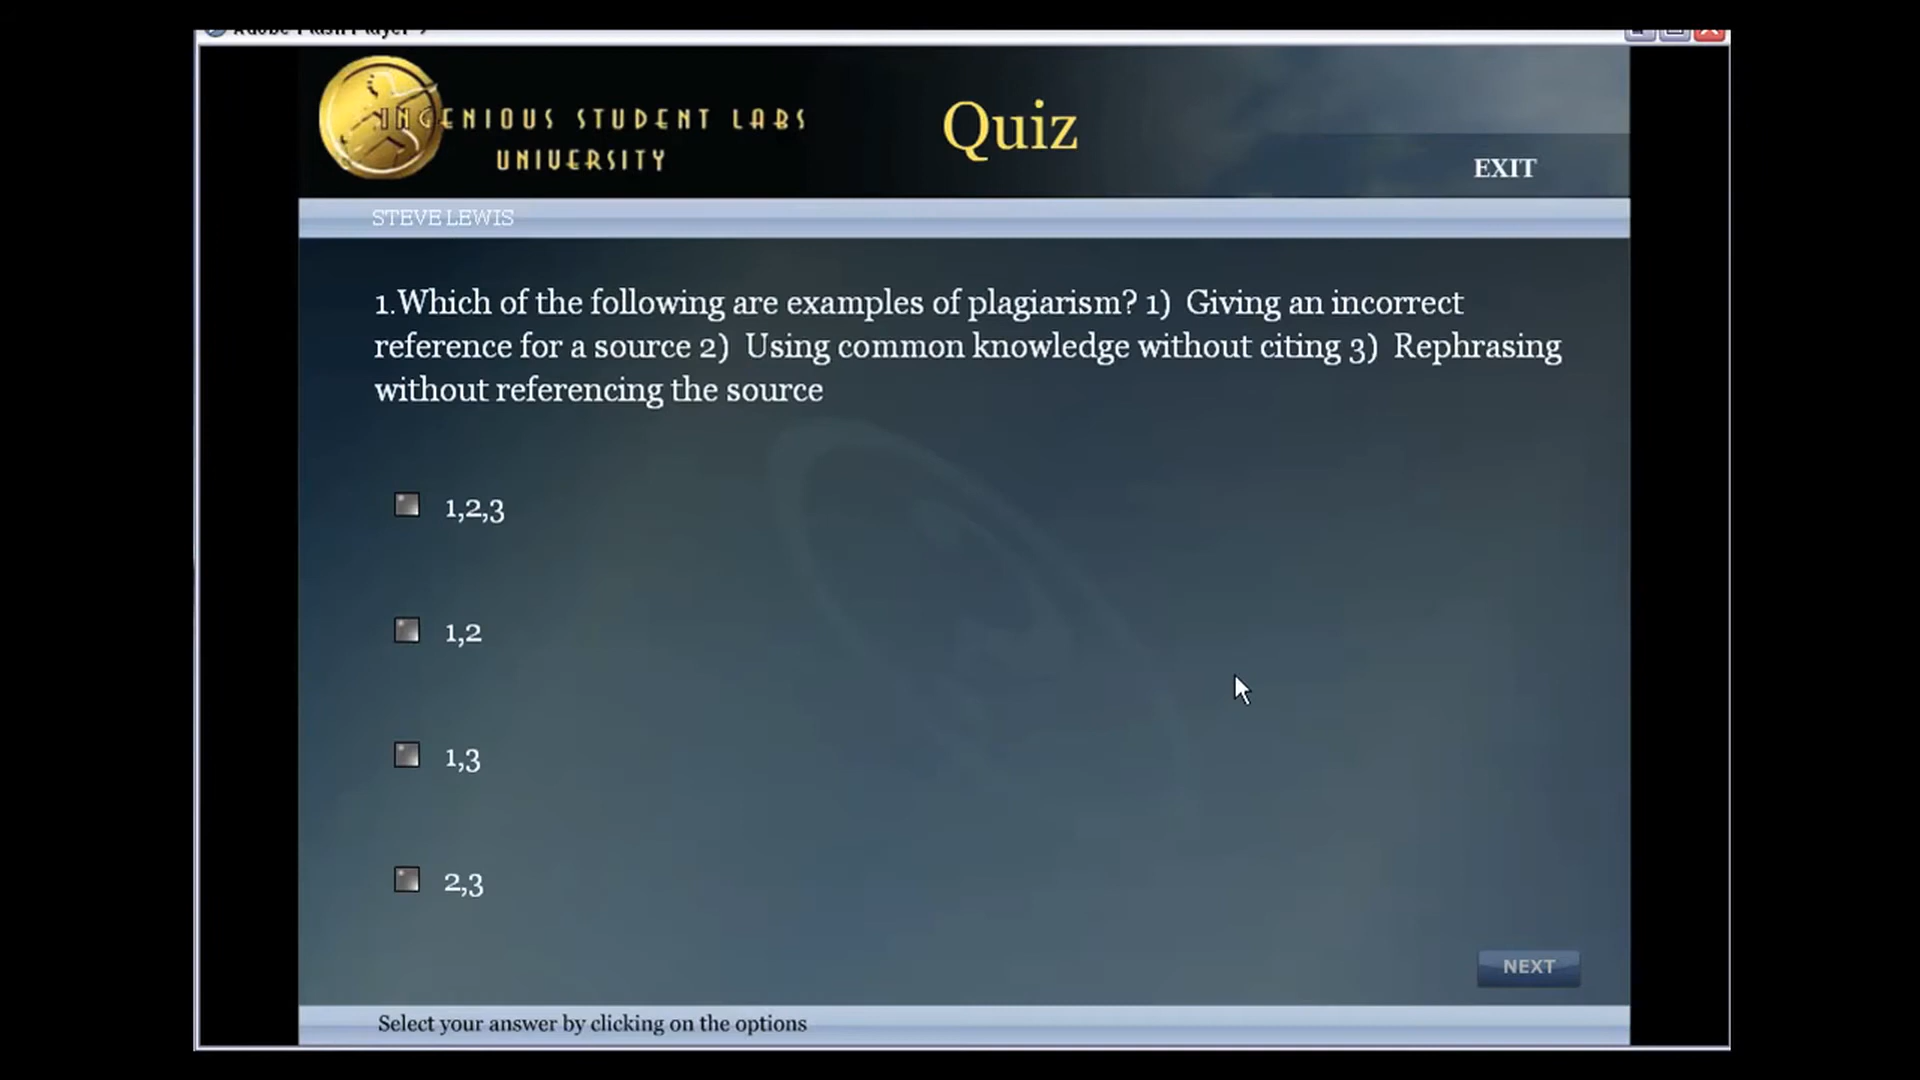 INGENIOUS STUDENT LABS
UNIVERSITY
Quiz
EXIT
STEVE LEWIS
1.Which of the following are examples of plagiarism? 1) Giving an incorrect
reference for a source 2) Using common knowledge without citing 3) Rephrasing
without referencing the source
1,2,3
1,2
1,3
2,3
NEXT
Select your answer by clicking on the options